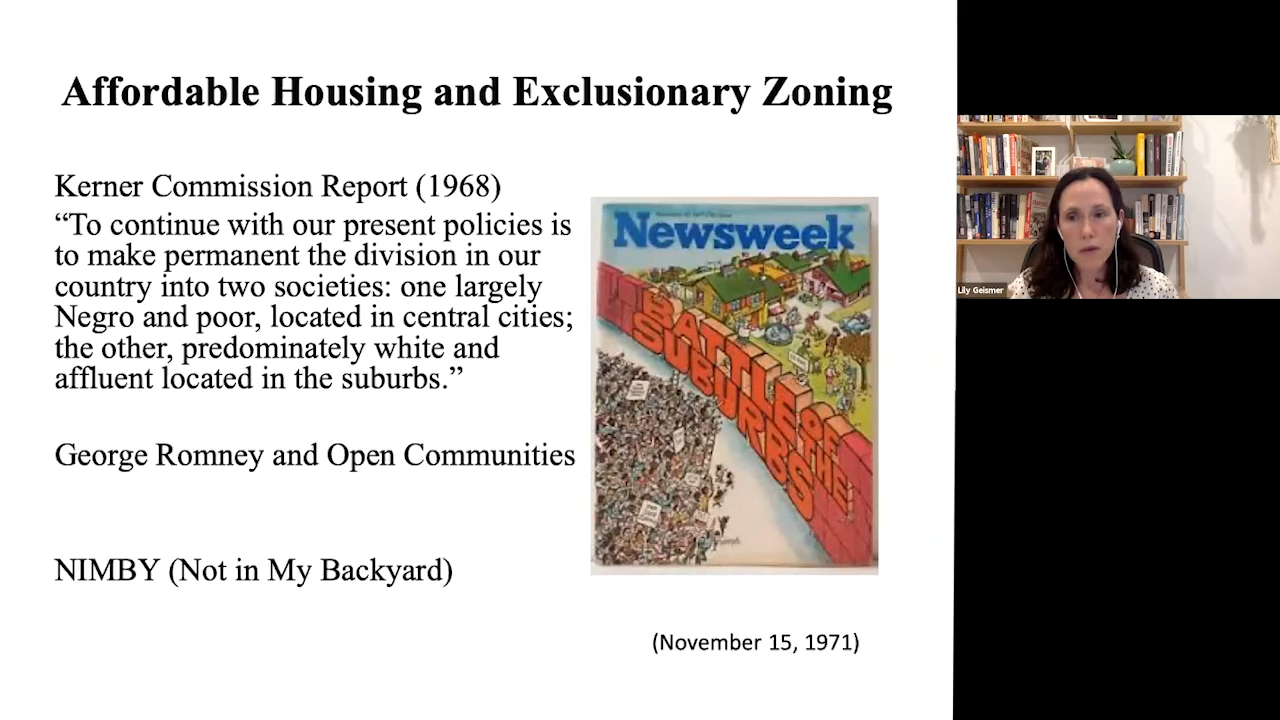 Affordable Housing and Exclusionary Zoning
Kerner Commission Report (1968)
“To continue with our present policies is
to make permanent the division in our
country into two societies: one largely
Negro and poor, located in central cities;
the other, predominately white and
affluent located in the suburbs.”
George Romney and Open Communities
NIMBY (Not in My Backyard)
Newsweek
BATTLE OF THE
SUBURBS
(November 15, 1971)
Lily Geismer